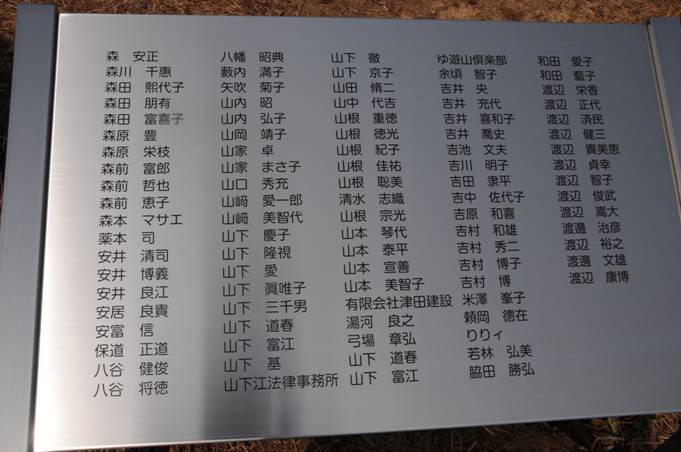 森　安正
森川　千恵
森田　熙代子
森田　朋有
森田　富喜子
森原　豊
森原　栄枝
森前　富郎
森前　哲也
森前　恵子
森本　マサエ
薬本　司
安井　清司
安井　博義
安井　良江
安居　良貴
安富　信
保道　正道
八谷　健俊
八谷　将徳
八幡　昭典
藪内　満子
矢吹　菊子
山内　昭
山内　弘子
山岡　靖子
山家　卓
山家　まさ子
山口　秀充
山﨑　愛一郎
山﨑　美智代
山下　慶子
山下　隆視
山下　愛
山下　眞唯子
山下　三千男
山下　道春
山下　富江
山下　基
山下江法律事務所
山下　徹
山下　京子
山田　脩二
山中　代吉
山根　重徳
山根　徳光
山根　紀子
山根　佳祐
山根　聡美
清水　志織
山根　宗光
山本　琴代
山本　泰平
山本　宣善
山本　美智子
有限会社津田建設
湯河　良之
弓場　章弘
山下　道春
山下　富江
ゆ遊山倶楽部
余頃　智子
吉井　央
吉井　充代
吉井　喜和子
吉井　喬史
吉池　文夫
吉川　明子
吉田　隶平
吉中　佐代子
吉原　和喜
吉村　和雄
吉村　秀二
吉村　博子
吉村　博
米澤　峯子
頼岡　德在
りりィ
若林　弘美
脇田　勝弘
和田　愛子
和田　藍子
渡辺　栄香
渡辺　正代
渡辺　済民
渡辺　健三
渡辺　貴美恵
渡辺　貞幸
渡辺　智子
渡辺　俊武
渡辺　嵩大
渡邊　治彦
渡辺　裕之
渡邊　文雄
渡辺　康博